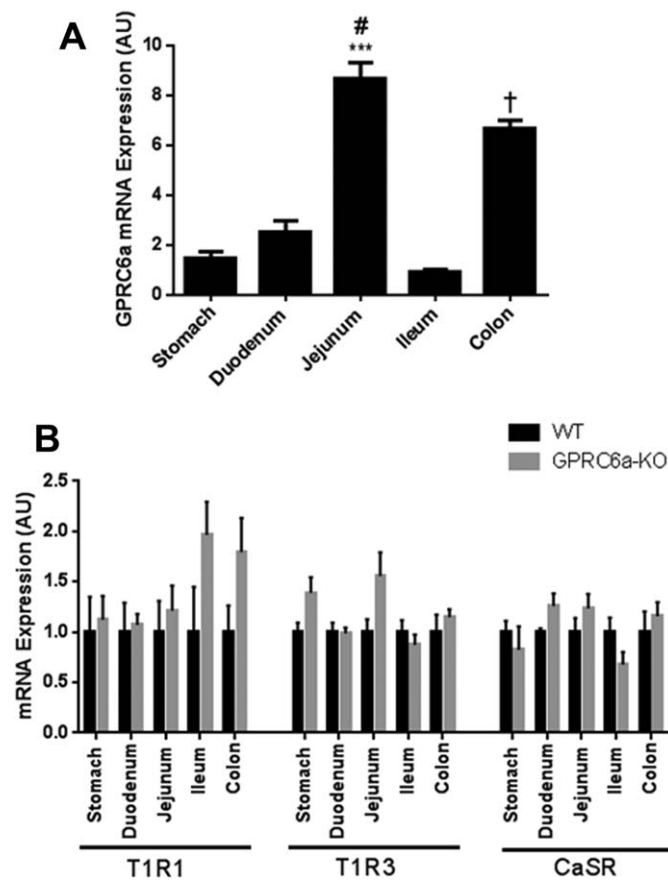 A
GPRC6a mRNA Expression (AU)
10
8
6
4
2
0
#
***
†
Stomach
Duodenum
Jejunum
Ileum
Colon
B
WT
GPRC6a-KO
mRNA Expression (AU)
2.5
2.0
1.5
1.0
0.5
0.0
Stomach
Duodenum
Jejunum
Ileum
Colon
Stomach
Duodenum
Jejunum
Ileum
Colon
Stomach
Duodenum
Jejunum
Ileum
Colon
T1R1
T1R3
CaSR